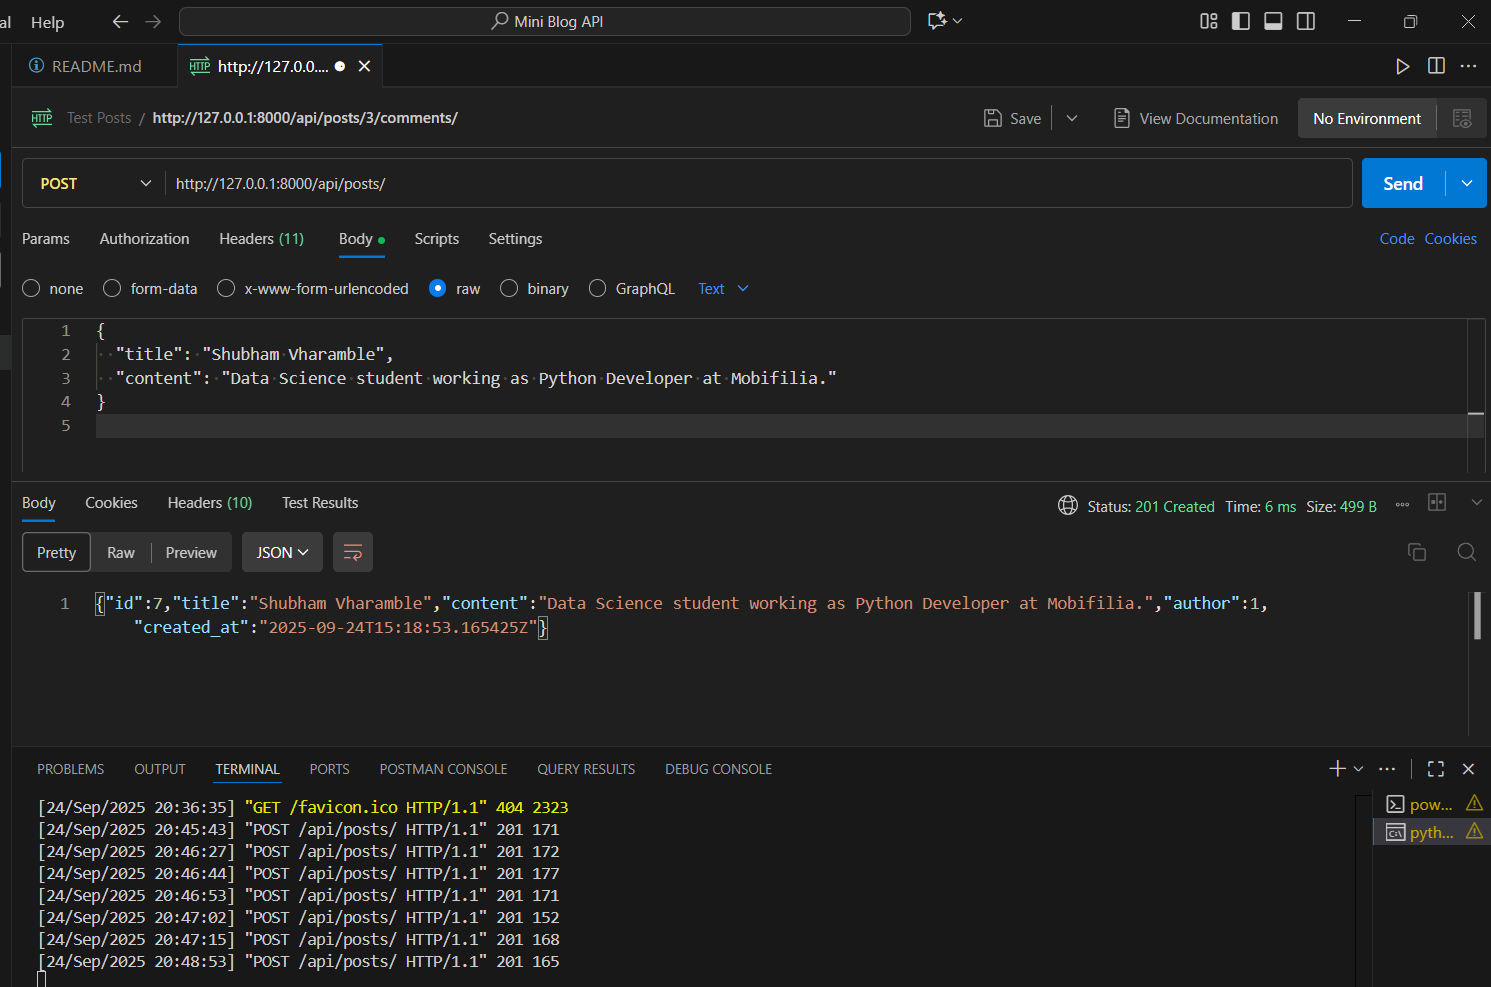 al Help Mini Blog API
README.md http://127.0.0.... 
Test Posts / http://127.0.0.1:8000/api/posts/3/comments/ Save View Documentation No Environment
POST http://127.0.0.1:8000/api/posts/ Send
Params Authorization Headers (11) Body Scripts Settings Code Cookies
none form-data x-www-form-urlencoded raw binary GraphQL Text
1 {
2 "title": "Shubham Vharamble",
3 "content": "Data Science student working as Python Developer at Mobifilia."
4 }
5
Body Cookies Headers (10) Test Results Status: 201 Created Time: 6 ms Size: 499 B
Pretty Raw Preview JSON
1 {"id":7,"title":"Shubham Vharamble","content":"Data Science student working as Python Developer at Mobifilia.","author":1,
"created_at":"2025-09-24T15:18:53.165425Z"}
PROBLEMS OUTPUT TERMINAL PORTS POSTMAN CONSOLE QUERY RESULTS DEBUG CONSOLE
[24/Sep/2025 20:36:35] "GET /favicon.ico HTTP/1.1" 404 2323 pow...
[24/Sep/2025 20:45:43] "POST /api/posts/ HTTP/1.1" 201 171 pyth...
[24/Sep/2025 20:46:27] "POST /api/posts/ HTTP/1.1" 201 172
[24/Sep/2025 20:46:44] "POST /api/posts/ HTTP/1.1" 201 177
[24/Sep/2025 20:46:53] "POST /api/posts/ HTTP/1.1" 201 171
[24/Sep/2025 20:47:02] "POST /api/posts/ HTTP/1.1" 201 152
[24/Sep/2025 20:47:15] "POST /api/posts/ HTTP/1.1" 201 168
[24/Sep/2025 20:48:53] "POST /api/posts/ HTTP/1.1" 201 165